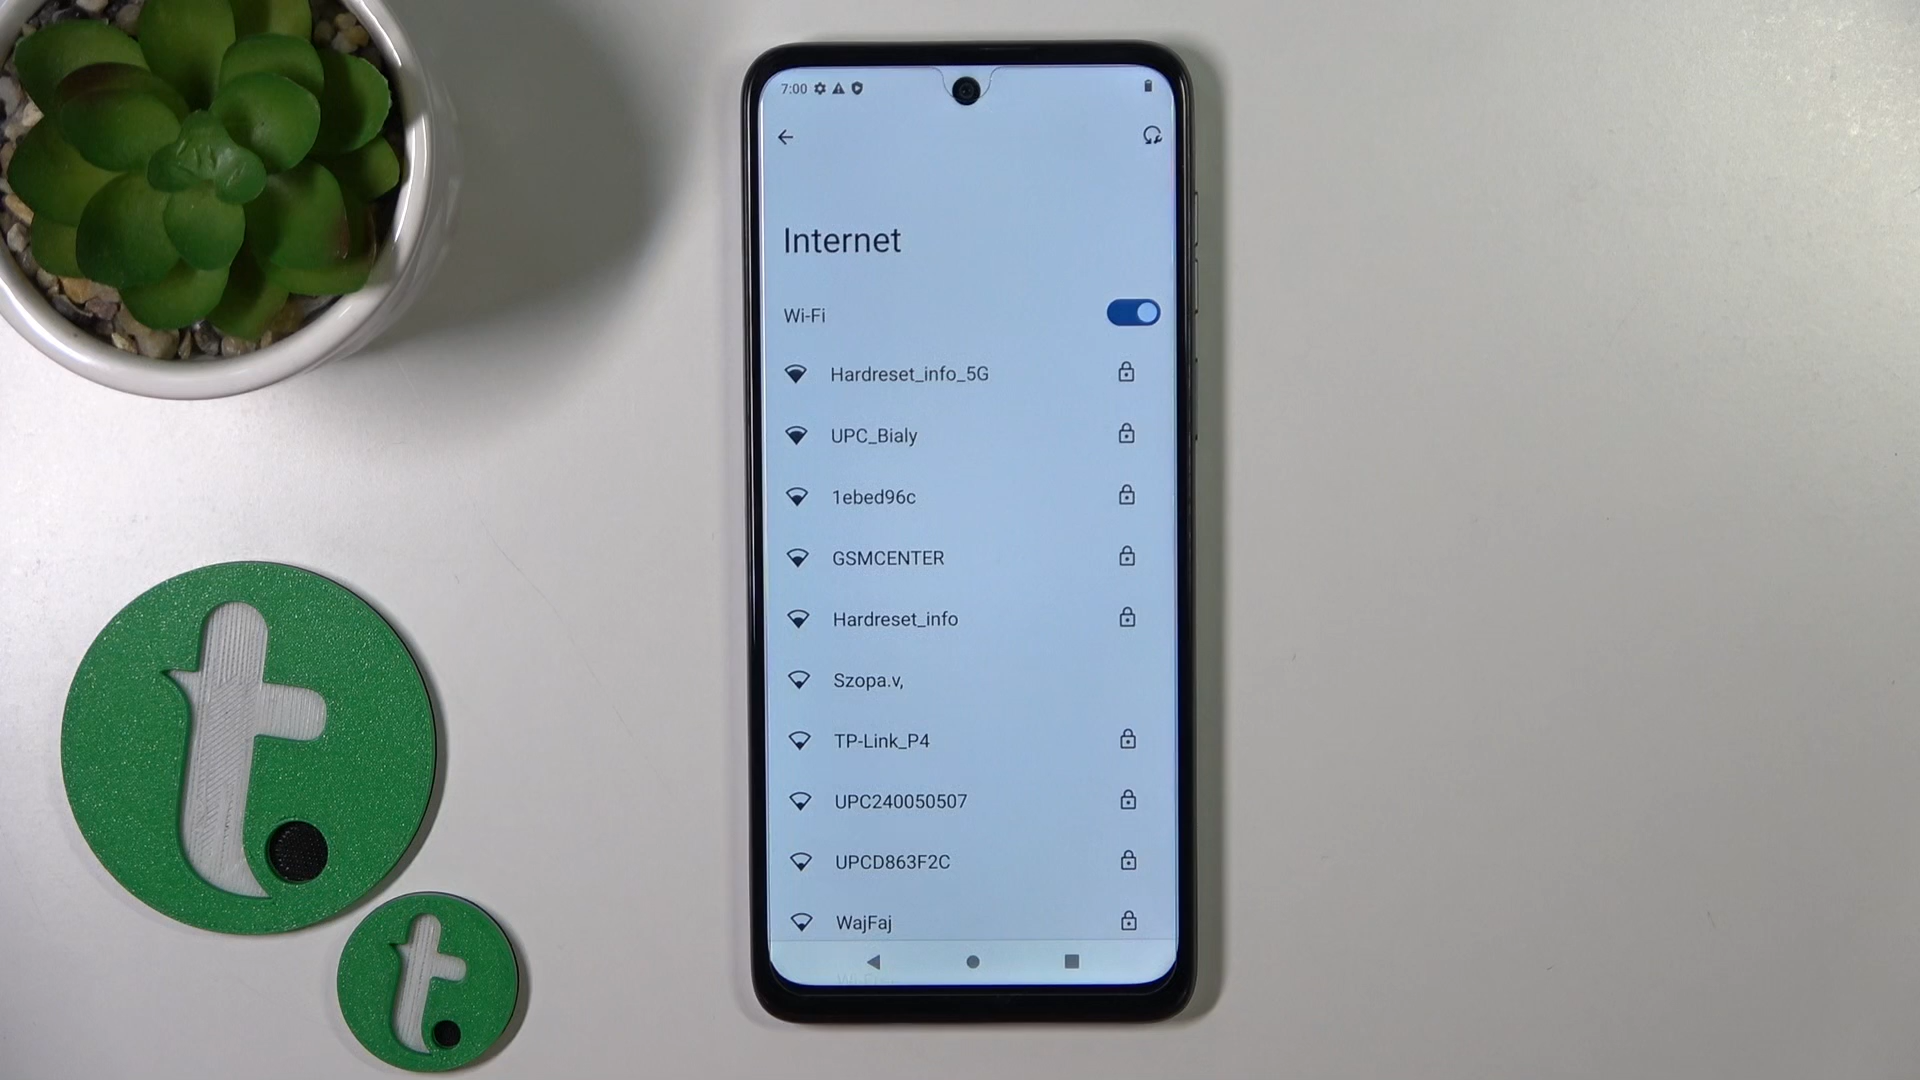 7:00
Internet
Wi-Fi
Hardreset_info_5G
UPC_Bialy
1ebed96c
GSMCENTER
Hardreset_info
Szopa.v,
TP-Link_P4
UPC240050507
UPCD863F2C
WajFaj
t.
t.